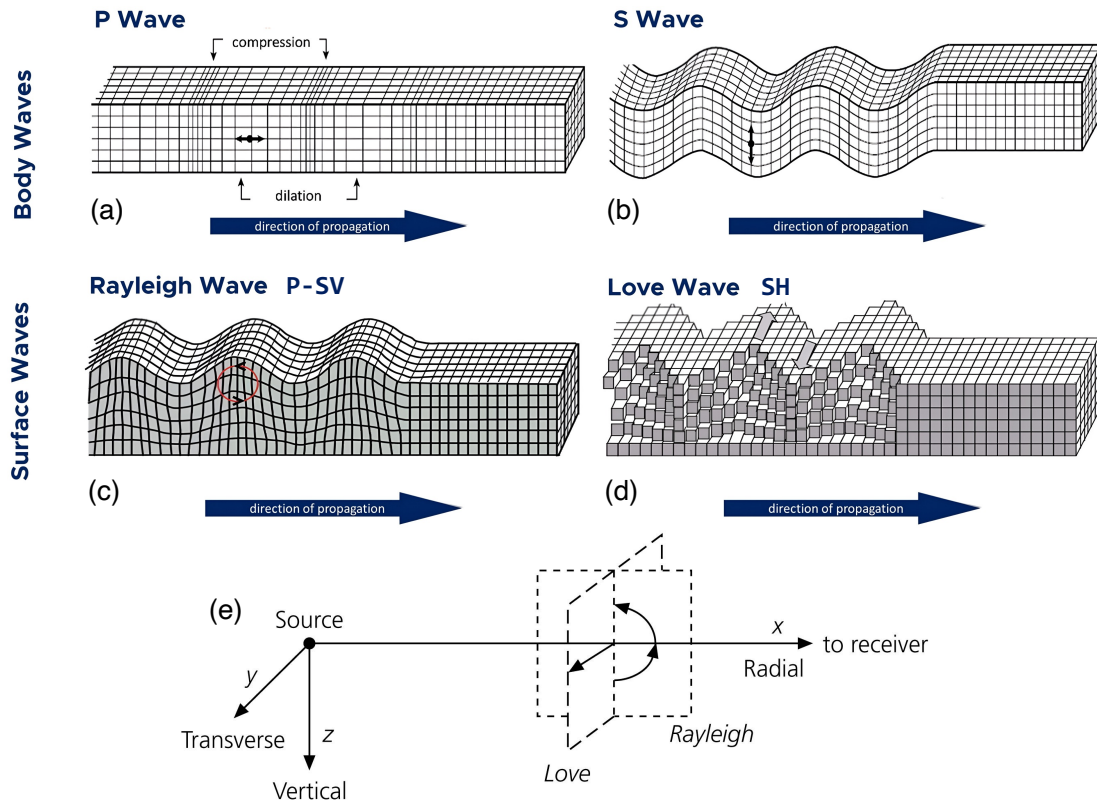 P Wave
S Wave
Body Waves
compression
dilation
(a)
(b)
direction of propagation
direction of propagation
Rayleigh Wave P-SV
Love Wave SH
Surface Waves
(c)
(d)
direction of propagation
direction of propagation
(e)
Source
x
to receiver
Radial
y
Transverse
z
Rayleigh
Love
Vertical